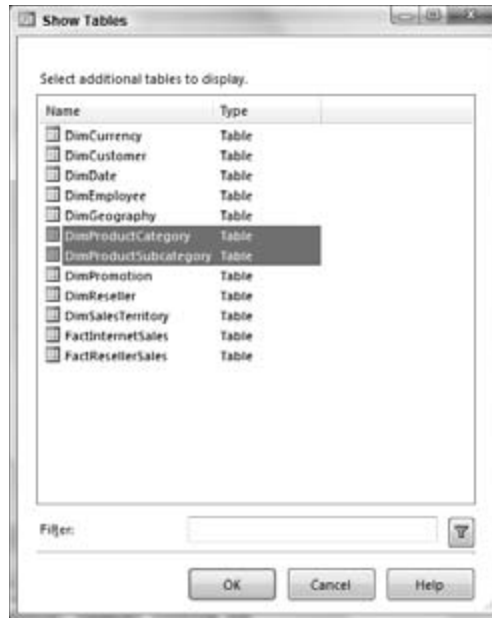 Show Tables
Select additional tables to display.
Name Type
DimCurrency Table
DimCustomer Table
DimDate Table
DimEmployee Table
DimGeography Table
DimProductCategory Table
DimProductSubcategory Table
DimPromotion Table
DimReseller Table
DimSalesTerritory Table
FactInternetSales Table
FactResellerSales Table
Filter:
OK Cancel Help